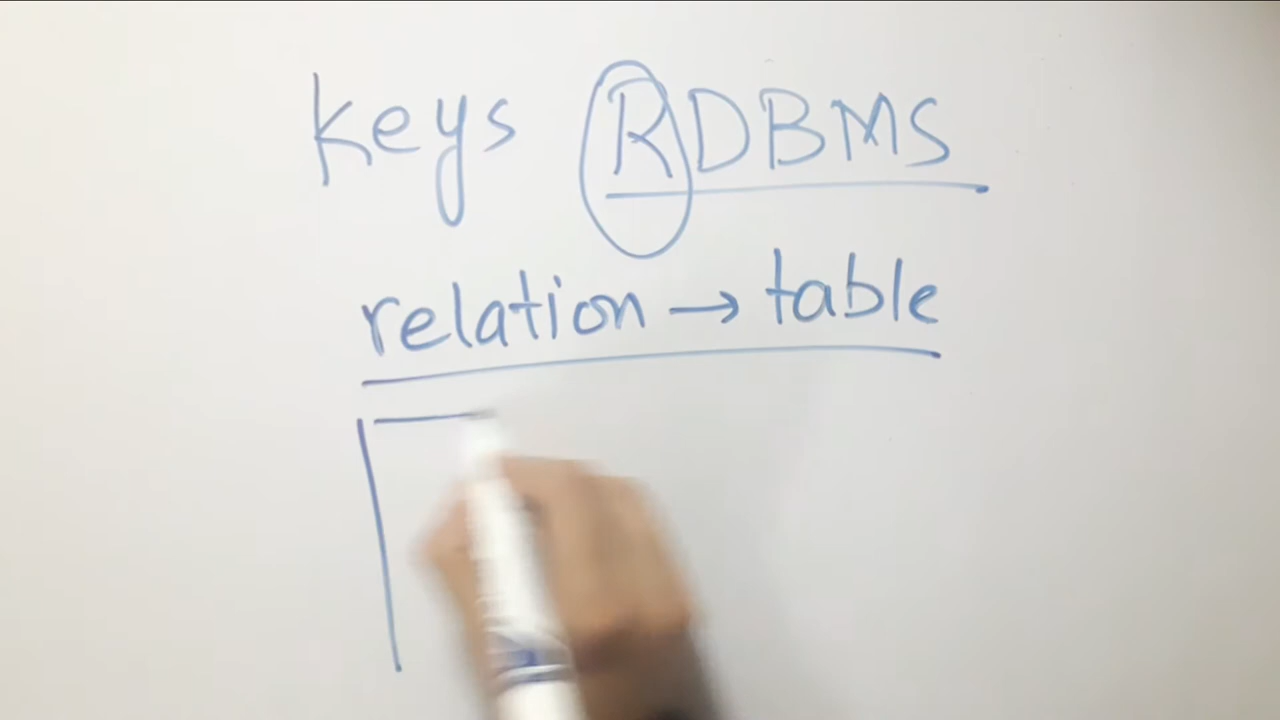 keys RDBMS
relation → table